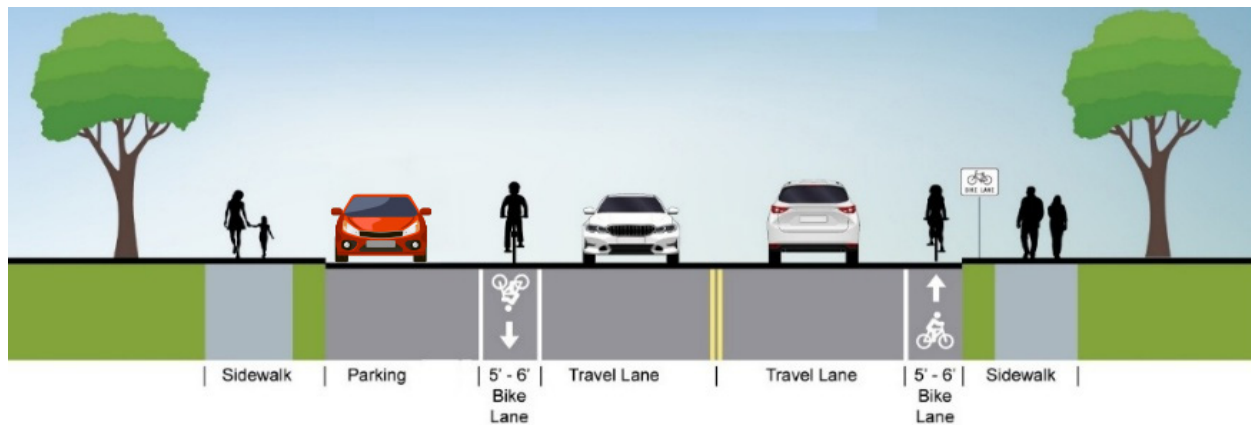 BIKE LANE
| Sidewalk | Parking | 5' - 6' | Travel Lane | Travel Lane | 5' - 6' | Sidewalk |
Bike Bike
Lane Lane